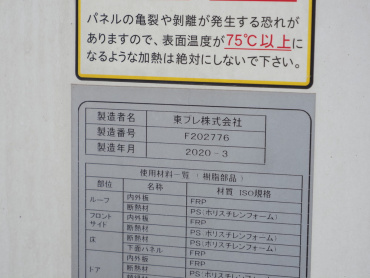 パネルの亀裂や剥離が発生する恐れが
ありますので、表面温度が75℃以上に
なるような加熱は絶対にしないで下さい。
製造者名 東プレ株式会社
製造番号 F202776
製造年月 2020-3
使用材料一覧 (樹脂部品)
部位 名称 材質 ISO規格
ルーフ 内外板 FRP
断熱材 PS(ポリスチレンフォーム)
フロント サイド 内外板 FRP
断熱材 PS(ポリスチレンフォーム)
床 断熱材 PS(ポリスチレンフォーム)
下面パネル FRP
ドア 内外板 FRP
断熱材 PS(ポリスチレンフォーム)